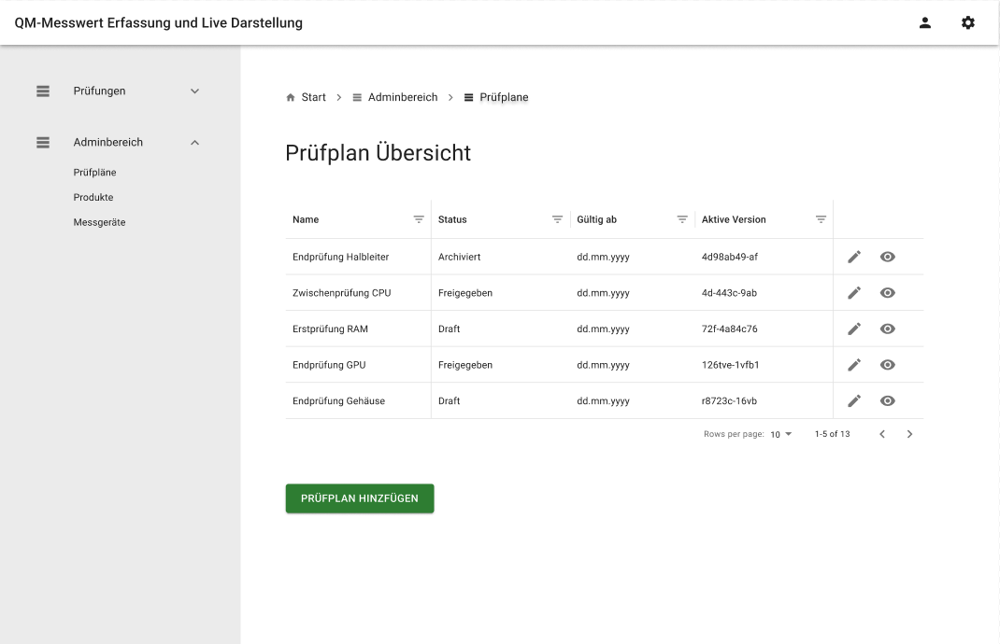 QM-Messwert Erfassung und Live Darstellung
Prüfungen
Adminbereich
Prüfpläne
Produkte
Messgeräte
Start > Adminbereich > Prüfplane
Prüfplan Übersicht
Name Status Gültig ab Aktive Version
Endprüfung Halbleiter Archiviert dd.mm.yyyy 4d98ab49-af
Zwischenprüfung CPU Freigegeben dd.mm.yyyy 4d-443c-9ab
Erstprüfung RAM Draft dd.mm.yyyy 72f-4a84c76
Endprüfung GPU Freigegeben dd.mm.yyyy 126tve-1vfb1
Endprüfung Gehäuse Draft dd.mm.yyyy r8723c-16vb
Rows per page: 10 1-5 of 13
PRÜFPLAN HINZFÜGEN